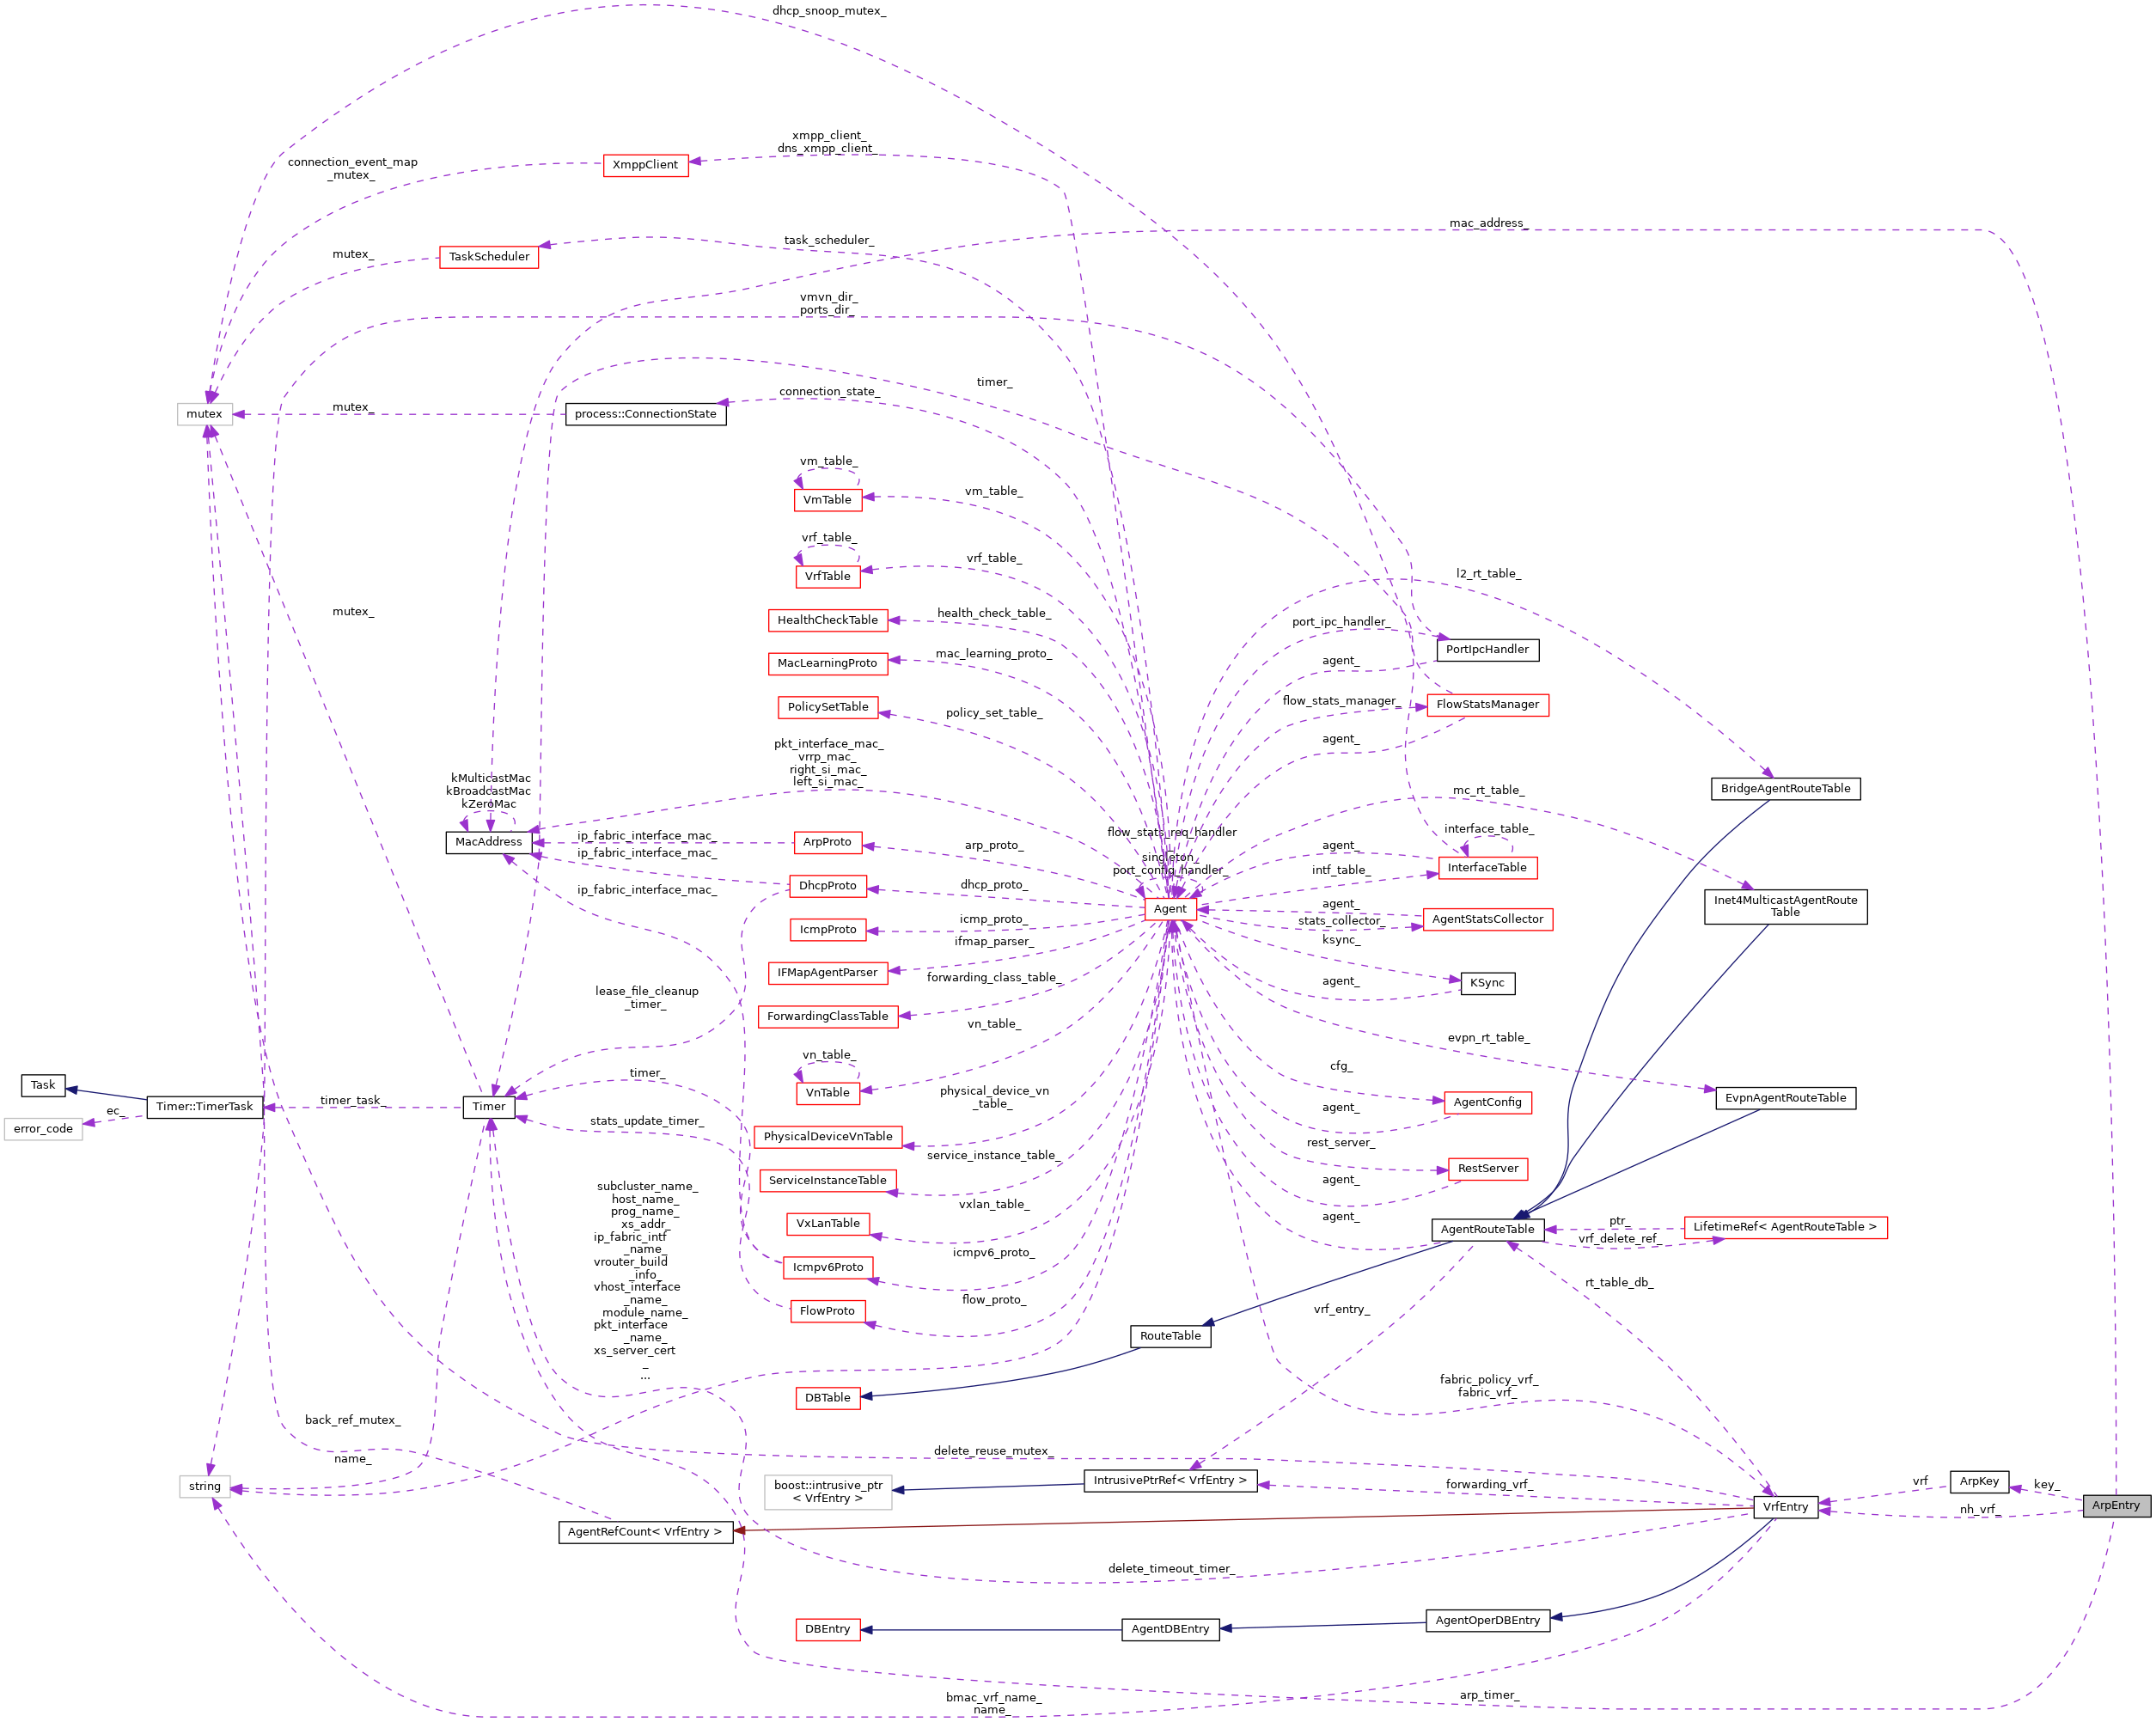 dhcp_snoop_mutex_
xmpp_client_
dns_xmpp_client_
connection_event_map
_mutex_
XmppClient
mac_address_
task_scheduler_
mutex_
TaskScheduler
vmvn_dir_
ports_dir_
timer_
connection_state_
mutex
mutex_
process::ConnectionState
vm_table_
vm_table_
VmTable
vrf_table_
vrf_table_
VrfTable
l2_rt_table_
mutex_
HealthCheckTable
health_check_table_
port_ipc_handler_
PortIpcHandler
MacLearningProto
mac_learning_proto_
agent_
PolicySetTable
policy_set_table_
flow_stats_manager_
FlowStatsManager
agent_
pkt_interface_mac_
vrrp_mac_
right_si_mac_
left_si_mac_
kMulticastMac
kBroadcastMac
kZeroMac
mc_rt_table_
BridgeAgentRouteTable
MacAddress
ip_fabric_interface_mac_
ArpProto
arp_proto_
flow_stats_req_handler
singleton_
port_config_handler_
agent_
interface_table_
ip_fabric_interface_mac_
InterfaceTable
intf_table_
ip_fabric_interface_mac_
DhcpProto
dhcp_proto_
Agent
Inet4MulticastAgentRoute
Table
agent_
IcmpProto
icmp_proto_
stats_collector_
AgentStatsCollector
ifmap_parser_
ksync_
IFMapAgentParser
forwarding_class_table_
agent_
KSync
lease_file_cleanup
_timer_
ForwardingClassTable
vn_table_
evpn_rt_table_
vn_table_
VnTable
timer_
cfg_
Task
Timer::TimerTask
timer_task_
Timer
physical_device_vn
_table_
agent_
AgentConfig
EvpnAgentRouteTable
ec_
error_code
stats_update_timer_
PhysicalDeviceVnTable
rest_server_
service_instance_table_
RestServer
ServiceInstanceTable
agent_
subcluster_name_
host_name_
prog_name_
xs_addr_
ip_fabric_intf
_name_
vrouter_build
_info_
vhost_interface
_name_
module_name_
pkt_interface
_name_
xs_server_cert
_
...
vxlan_table_
VxLanTable
agent_
AgentRouteTable
ptr_
LifetimeRef< AgentRouteTable >
vrf_delete_ref_
icmpv6_proto_
Icmpv6Proto
rt_table_db_
flow_proto_
FlowProto
vrf_entry_
RouteTable
fabric_policy_vrf_
fabric_vrf_
DBTable
back_ref_mutex_
name_
delete_reuse_mutex_
string
boost::intrusive_ptr
< VrfEntry >
IntrusivePtrRef< VrfEntry >
forwarding_vrf_
vrf
ArpKey
key_
VrfEntry
nh_vrf_
ArpEntry
AgentRefCount< VrfEntry >
delete_timeout_timer_
DBEntry
AgentDBEntry
AgentOperDBEntry
bmac_vrf_name_
name_
arp_timer_